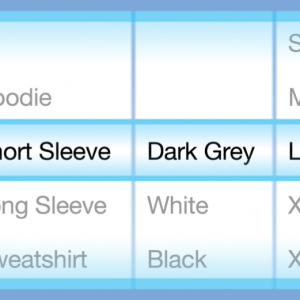 S
oodie M
hort Sleeve Dark Grey L
ong Sleeve White X
weatshirt Black X